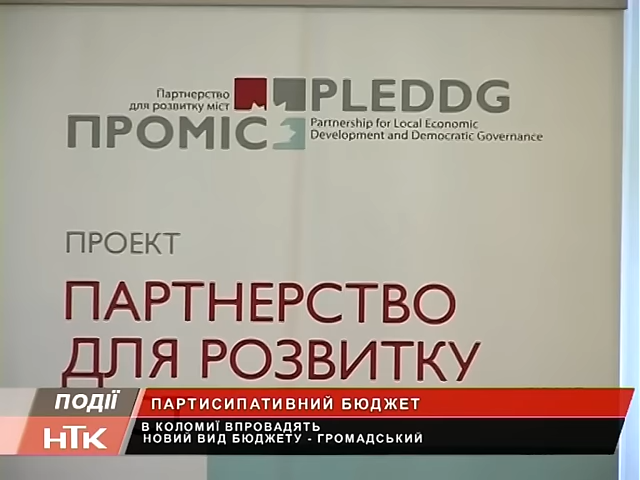 Партнерство
для розвитку міст
ПРОМІС
PLEDDG
Partnership for Local Economic
Development and Democratic Governance
ПРОЕКТ
ПАРТНЕРСТВО
ДЛЯ РОЗВИТКУ
ПОДІЇ
НТК
ПАРТИСИПАТИВНИЙ БЮДЖЕТ
В КОЛОМИЇ ВПРОВАДЯТЬ
НОВИЙ ВИД БЮДЖЕТУ - ГРОМАДСЬКИЙ